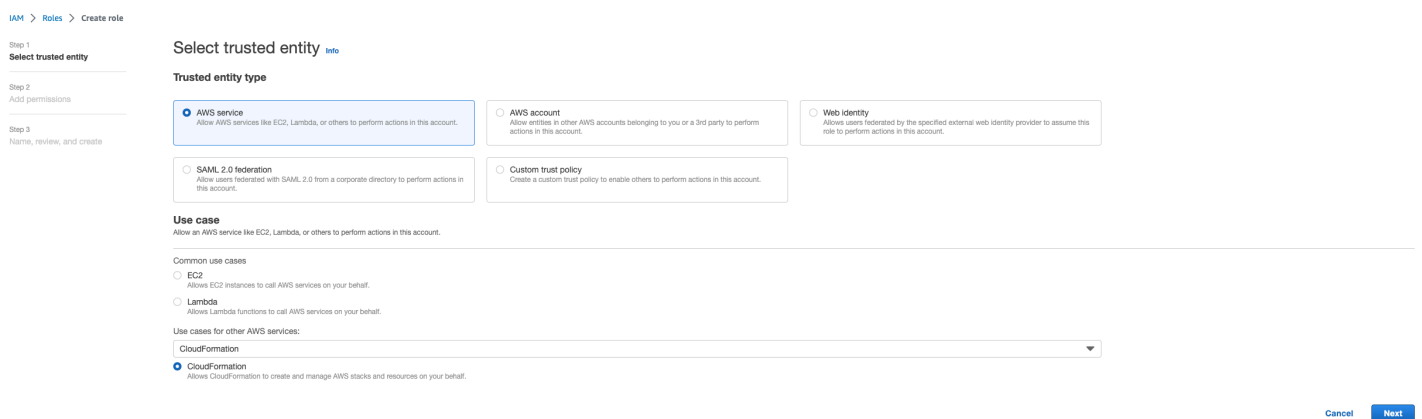 IAM > Roles > Create role
Step 1
Select trusted entity
Step 2
Add permissions
Step 3
Name, review, and create
Select trusted entity Info
Trusted entity type
AWS service
Allow AWS services like EC2, Lambda, or others to perform actions in this account.
AWS account
Allow entities in other AWS accounts belonging to you or a 3rd party to perform
actions in this account.
Web identity
Allows users federated by the specified external web identity provider to assume this
role to perform actions in this account.
SAML 2.0 federation
Allow users federated with SAML 2.0 from a corporate directory to perform actions in
this account.
Custom trust policy
Create a custom trust policy to enable others to perform actions in this account.
Use case
Allow an AWS service like EC2, Lambda, or others to perform actions in this account.
Common use cases
EC2
Allows EC2 instances to call AWS services on your behalf.
Lambda
Allows Lambda functions to call AWS services on your behalf.
Use cases for other AWS services:
CloudFormation
CloudFormation
Allows CloudFormation to create and manage AWS stacks and resources on your behalf.
Cancel Next